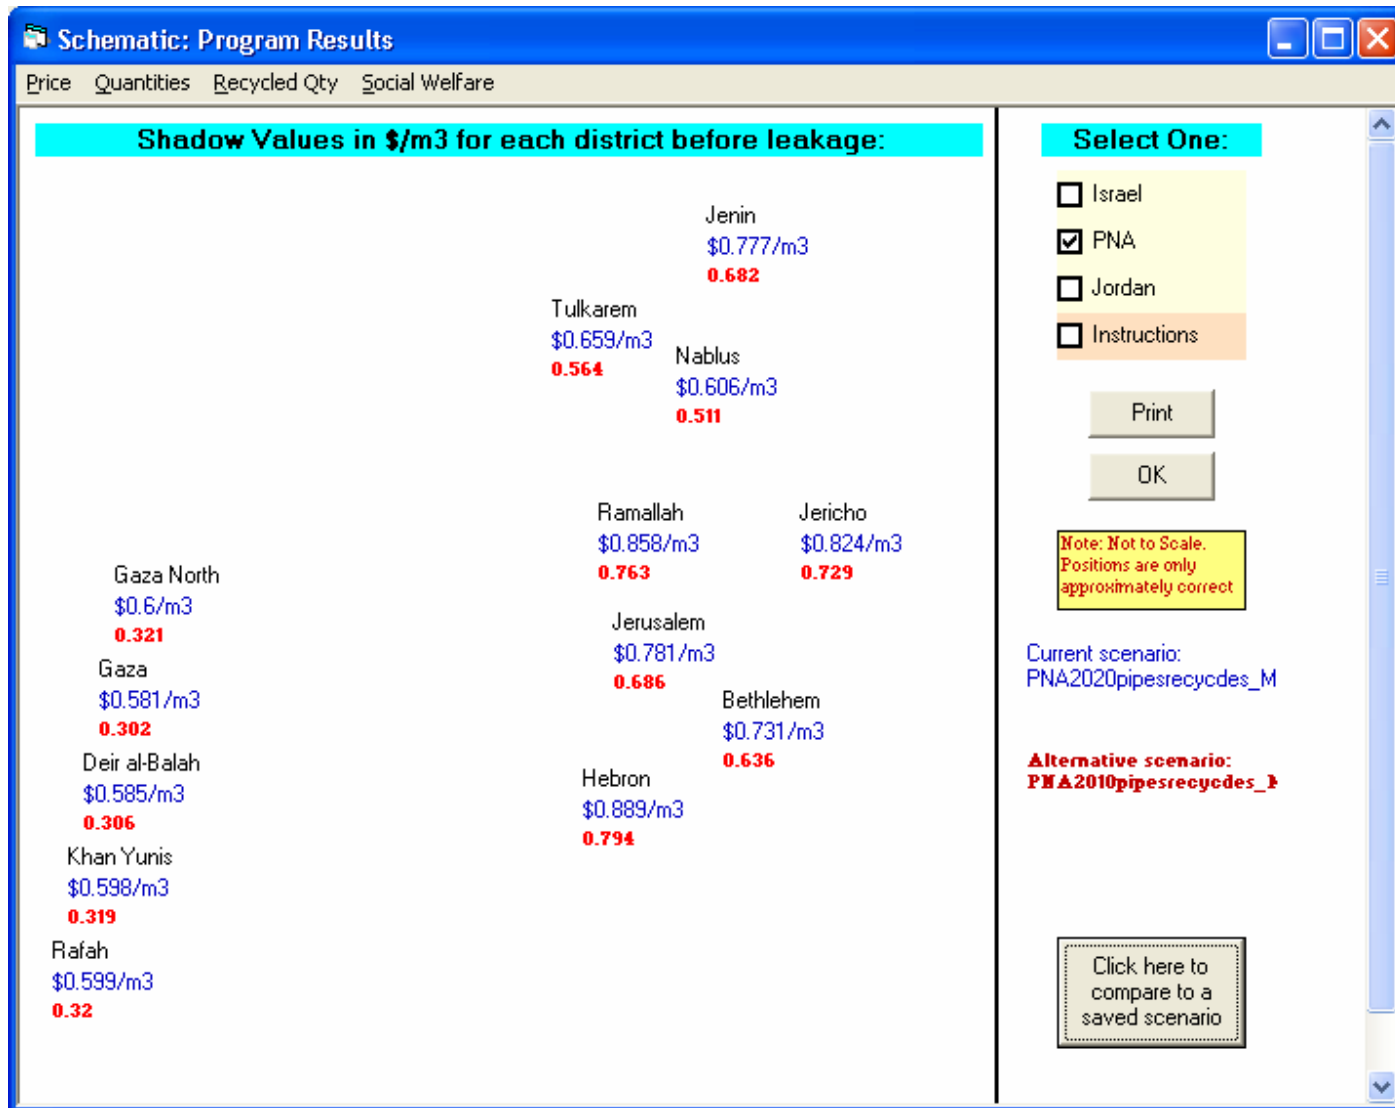 Schematic: Program Results
Price Quantities Recycled Qty Social Welfare
Shadow Values in $/m3 for each district before leakage:
Jenin
$0.777/m3
0.682
Tulkarem
$0.659/m3
0.564
Nablus
$0.606/m3
0.511
Ramallah
$0.858/m3
0.763
Jericho
$0.824/m3
0.729
Gaza North
$0.6/m3
0.321
Jerusalem
$0.781/m3
0.686
Gaza
$0.581/m3
0.302
Bethlehem
$0.731/m3
0.636
Deir al-Balah
$0.585/m3
0.306
Hebron
$0.889/m3
0.794
Khan Yunis
$0.598/m3
0.319
Rafah
$0.599/m3
0.32
Select One:
Israel
PNA
Jordan
Instructions
Print
OK
Note: Not to Scale.
Positions are only
approximately correct
Current scenario:
PNA2020pipesrecycdes_M
Alternative scenario:
PNA2010pipesrecycdes_
Click here to
compare to a
saved scenario